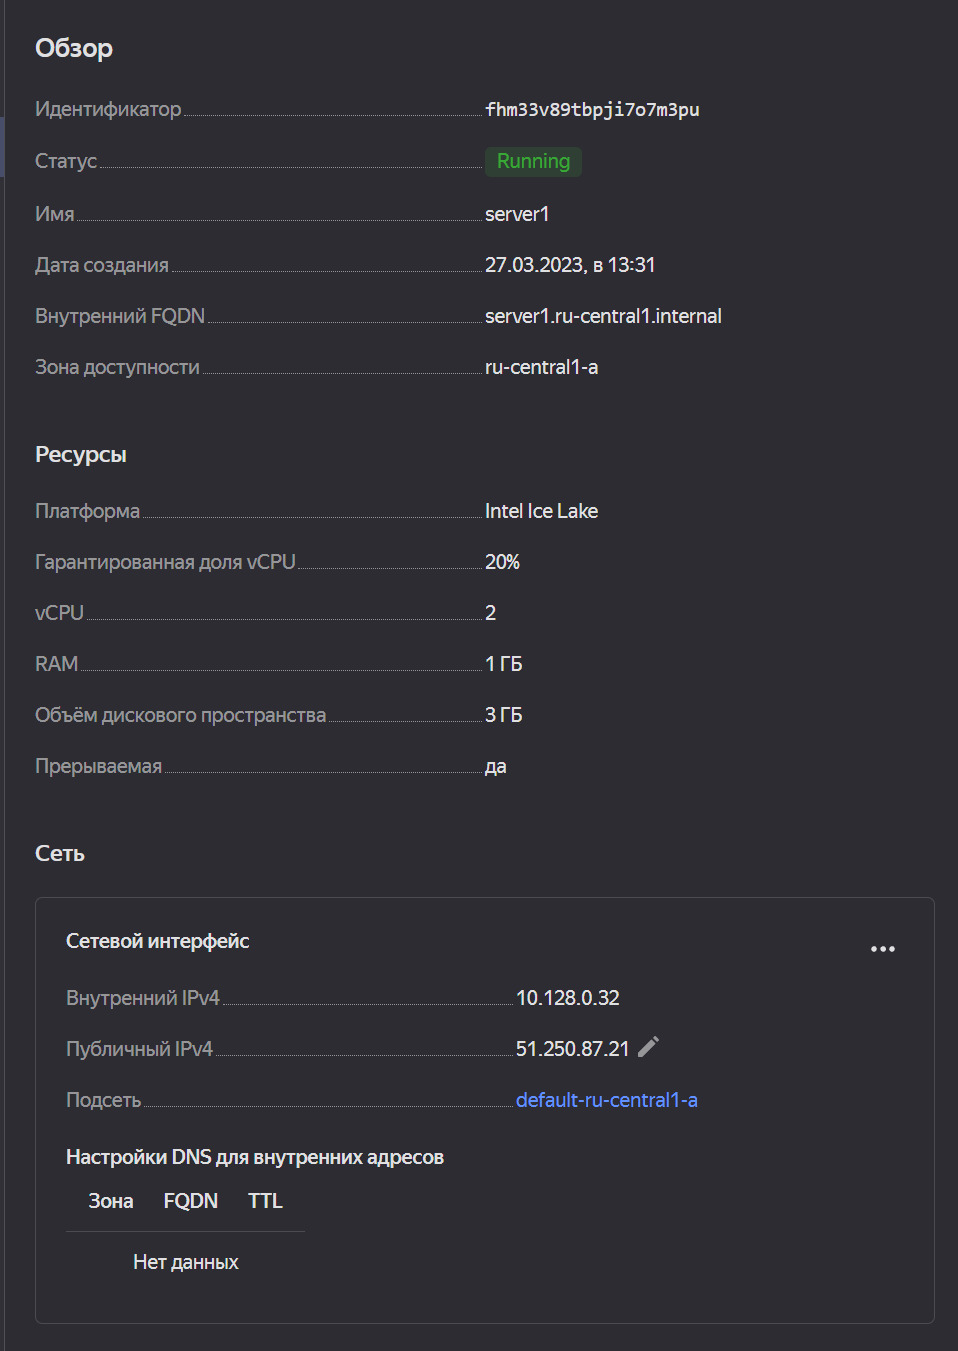 Обзор
Идентификатор fhm33v89tbpji7o7m3pu
Статус Running
Имя server1
Дата создания 27.03.2023, в 13:31
Внутренний FQDN server1.ru-central1.internal
Зона доступности ru-central1-a
Ресурсы
Платформа Intel Ice Lake
Гарантированная доля vCPU 20%
vCPU 2
RAM 1 ГБ
Объём дискового пространства 3 ГБ
Прерываемая да
Сеть
Сетевой интерфейс
Внутренний IPv4 10.128.0.32
Публичный IPv4 51.250.87.21
Подсеть default-ru-central1-a
Настройки DNS для внутренних адресов
Зона FQDN TTL
Нет данных